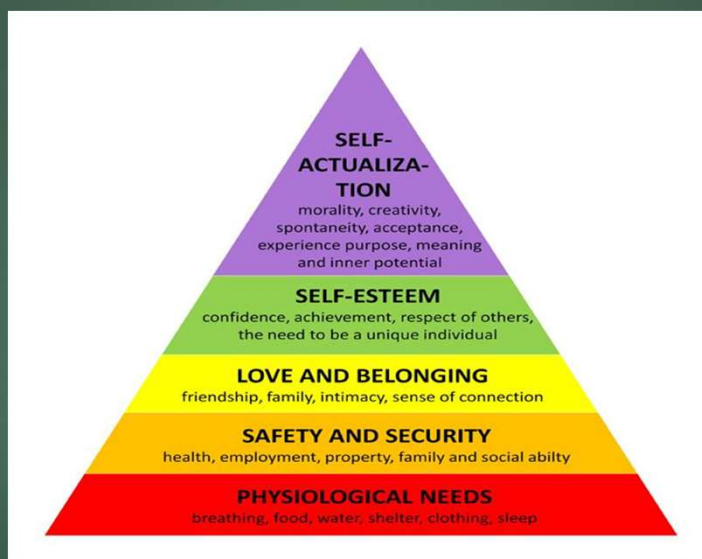 SELF-
ACTUALIZA-
TION
morality, creativity,
spontaneity, acceptance,
experience purpose, meaning
and inner potential
SELF-ESTEEM
confidence, achievement, respect of others,
the need to be a unique individual
LOVE AND BELONGING
friendship, family, intimacy, sense of connection
SAFETY AND SECURITY
health, employment, property, family and social abilty
PHYSIOLOGICAL NEEDS
breathing, food, water, shelter, clothing, sleep